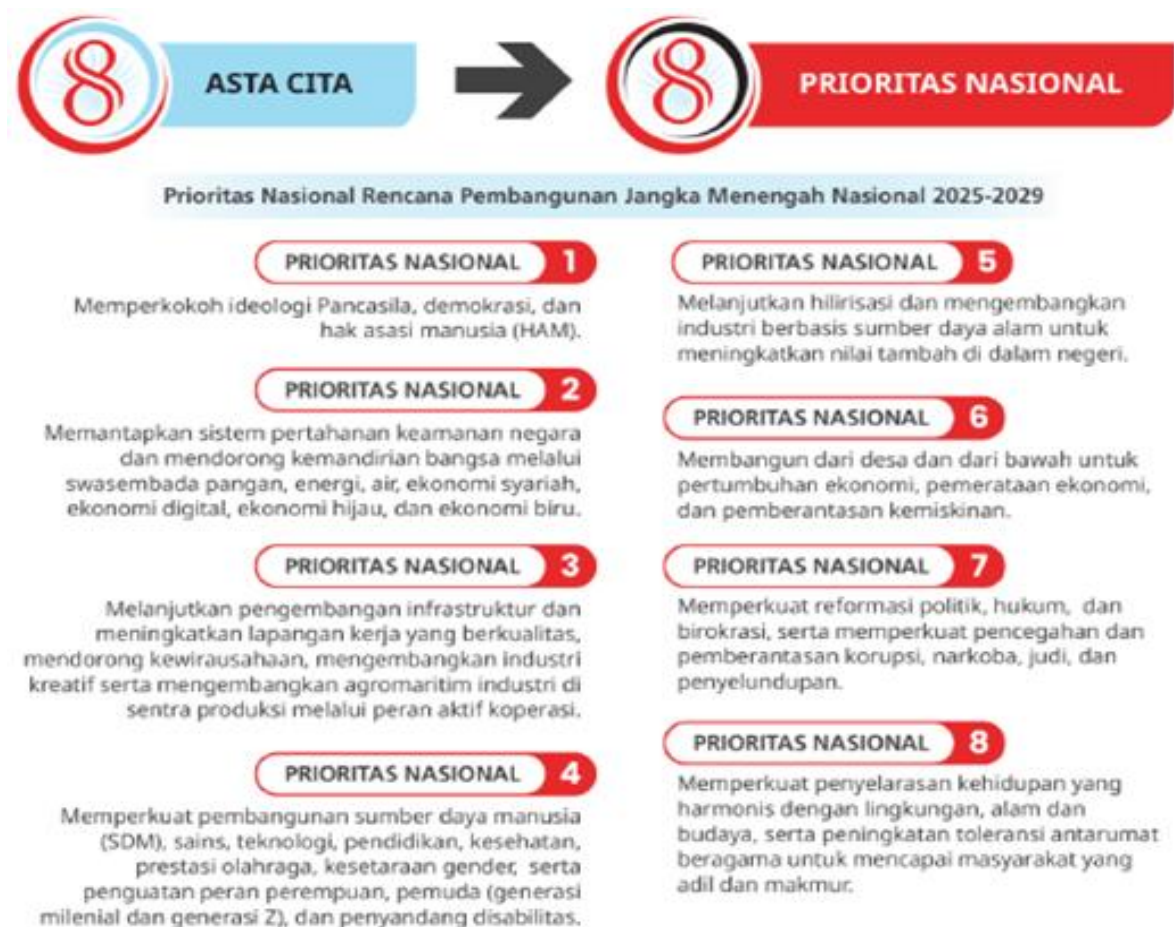 8 ASTA CITA
8 PRIORITAS NASIONAL
Prioritas Nasional Rencana Pembangunan Jangka Menengah Nasional 2025-2029
PRIORITAS NASIONAL 1
Memperkokoh ideologi Pancasila, demokrasi, dan
hak asasi manusia (HAM).
PRIORITAS NASIONAL 2
Memantapkan sistem pertahanan keamanan negara
dan mendorong kemandirian bangsa melalui
swasembada pangan, energi, air, ekonomi syariah,
ekonomi digital, ekonomi hijau, dan ekonomi biru.
PRIORITAS NASIONAL 3
Melanjutkan pengembangan infrastruktur dan
meningkatkan lapangan kerja yang berkualitas,
mendorong kewirausahaan, mengembangkan industri
kreatif serta mengembangkan agromaritim industri di
sentra produksi melalui peran aktif koperasi.
PRIORITAS NASIONAL 4
Memperkuat pembangunan sumber daya manusia
(SDM), sains, teknologi, pendidikan, kesehatan,
prestasi olahraga, kesetaraan gender, serta
penguatan peran perempuan, pemuda (generasi
milenial dan generasi Z), dan penyandang disabilitas.
PRIORITAS NASIONAL 5
Melanjutkan hilirisasi dan mengembangkan
industri berbasis sumber daya alam untuk
meningkatkan nilai tambah di dalam negeri.
PRIORITAS NASIONAL 6
Membangun dari desa dan dari bawah untuk
pertumbuhan ekonomi, pemerataan ekonomi,
dan pemberantasan kemiskinan.
PRIORITAS NASIONAL 7
Memperkuat reformasi politik, hukum, dan
birokrasi, serta memperkuat pencegahan dan
pemberantasan korupsi, narkoba, judi, dan
penyelundupan.
PRIORITAS NASIONAL 8
Memperkuat penyelarasan kehidupan yang
harmonis dengan lingkungan, alam dan
budaya, serta peningkatan toleransi antarumat
beragama untuk mencapai masyarakat yang
adil dan makmur.